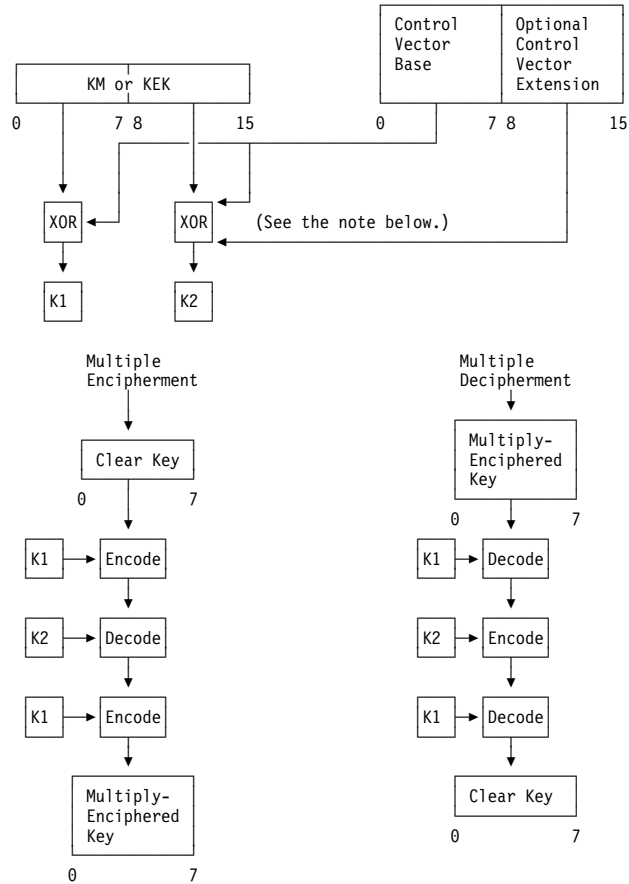 Control Optional
Vector Control
Base Vector
Extension
KM or KEK
0 7 8 15 0 7 8 15
XOR XOR (See the note below.)
K1 K2
Multiple Multiple
Encipherment Decipherment
Clear Key
Multiply-
Enciphered
Key
0 7
0 7
K1 Encode K1 Decode
K2 Decode K2 Encode
K1 Encode K1 Decode
Multiply-
Enciphered
Key
Clear Key
0 7
0 7